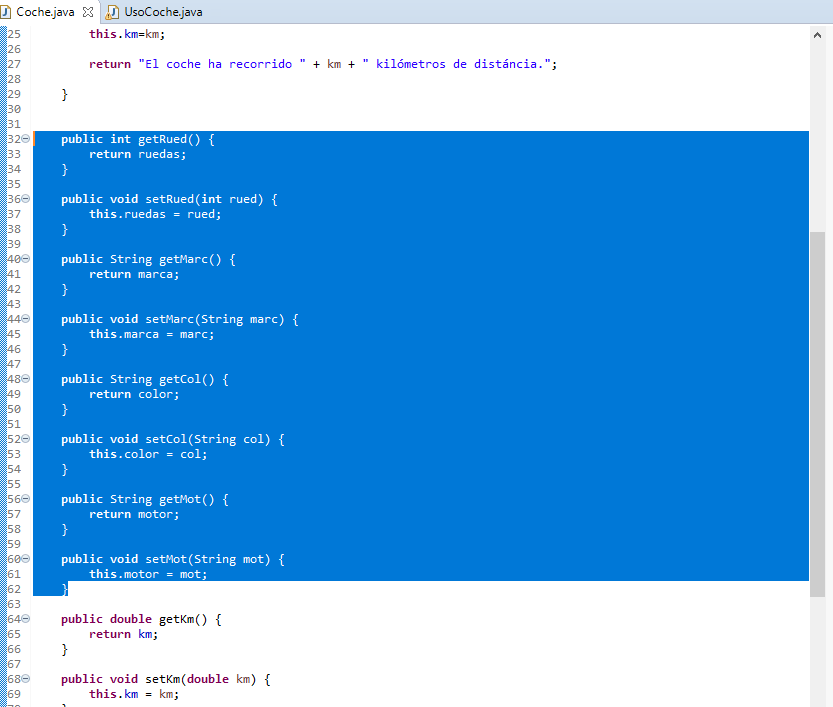 Coche.java UsoCoche.java
25 this.km=km;
26
27 return "El coche ha recorrido " + km + " kilómetros de distáncia.";
28
29 }
30
31
32 public int getRued() {
33 return ruedas;
34 }
35
36 public void setRued(int rued) {
37 this.ruedas = rued;
38 }
39
40 public String getMarc() {
41 return marca;
42 }
43
44 public void setMarc(String marc) {
45 this.marca = marc;
46 }
47
48 public String getCol() {
49 return color;
50 }
51
52 public void setCol(String col) {
53 this.color = col;
54 }
55
56 public String getMot() {
57 return motor;
58 }
59
60 public void setMot(String mot) {
61 this.motor = mot;
62 }
63
64 public double getKm() {
65 return km;
66 }
67
68 public void setKm(double km) {
69 this.km = km;